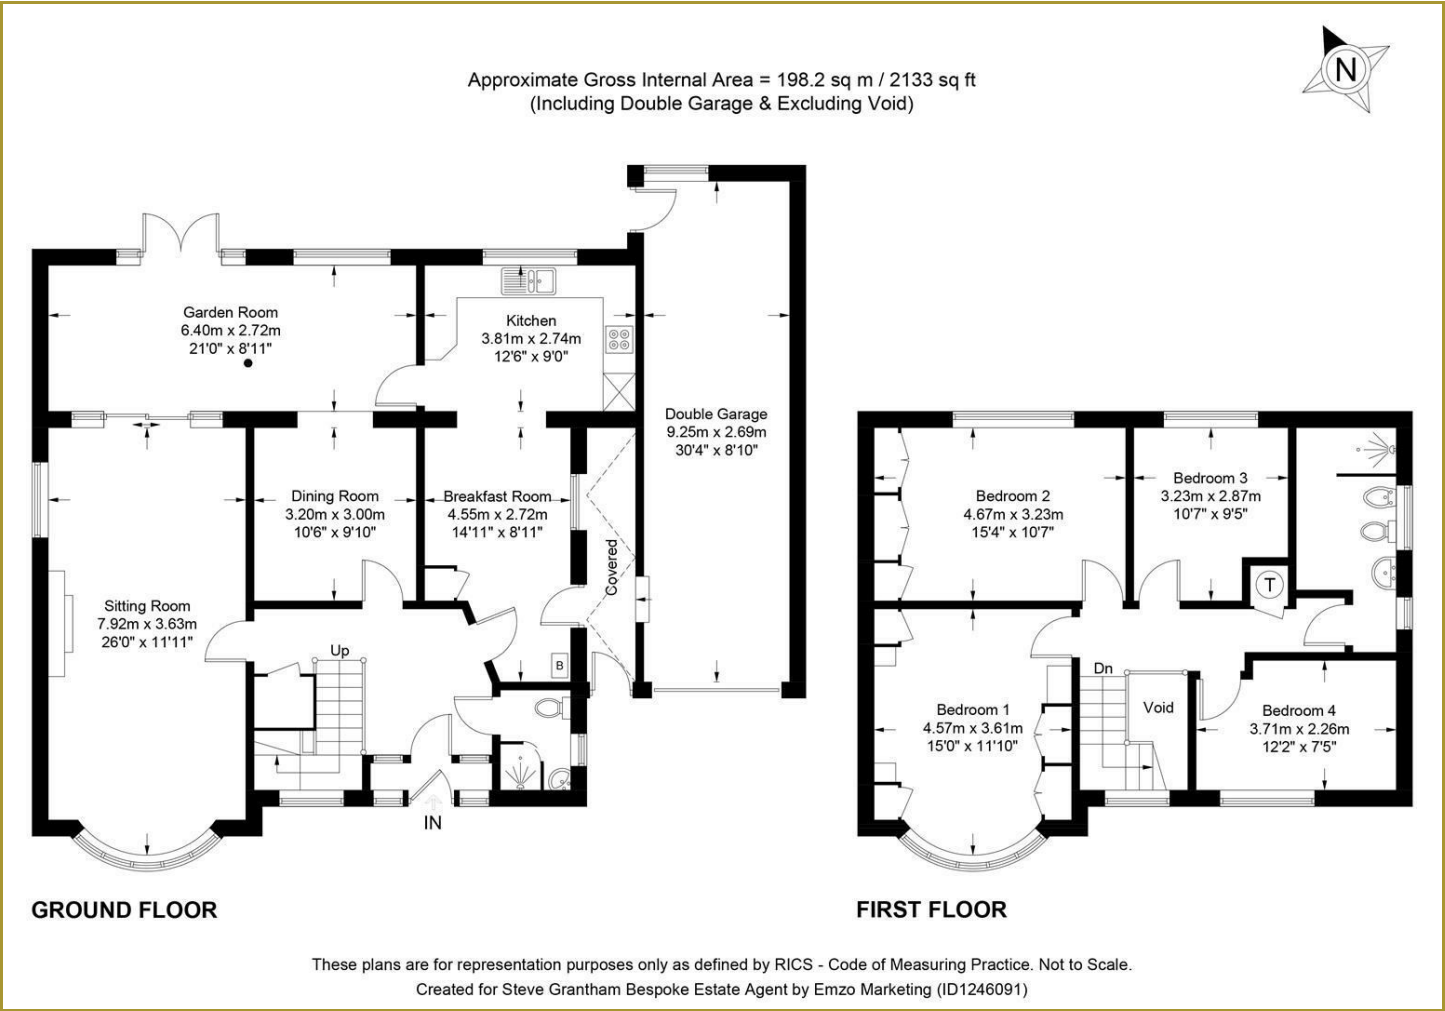 Approximate Gross Internal Area = 198.2 sq m / 2133 sq ft
(Including Double Garage & Excluding Void)
N
Garden Room
6.40m x 2.72m
21'0" x 8'11"
Kitchen
3.81m x 2.74m
12'6" x 9'0"
Double Garage
9.25m x 2.69m
30'4" x 8'10"
Dining Room
3.20m x 3.00m
10'6" x 9'10"
Breakfast Room
4.55m x 2.72m
14'11" x 8'11"
Covered
Sitting Room
7.92m x 3.63m
26'0" x 11'11"
Up
B
IN
Bedroom 2
4.67m x 3.23m
15'4" x 10'7"
Bedroom 3
3.23m x 2.87m
10'7" x 9'5"
T
Dn
Void
Bedroom 1
4.57m x 3.61m
15'0" x 11'10"
Bedroom 4
3.71m x 2.26m
12'2" x 7'5"
GROUND FLOOR
FIRST FLOOR
These plans are for representation purposes only as defined by RICS - Code of Measuring Practice. Not to Scale.
Created for Steve Grantham Bespoke Estate Agent by Emzo Marketing (ID1246091)